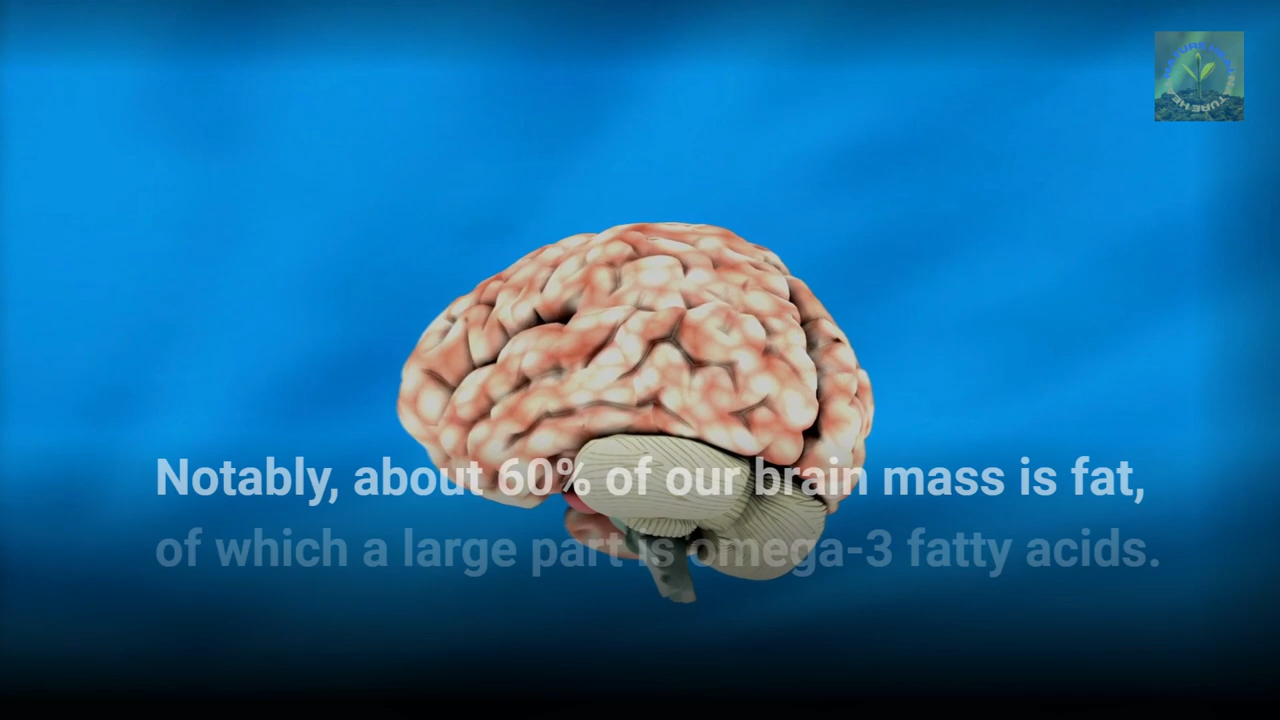 Notably, about 60% of our brain mass is fat,
of which a large part is omega-3 fatty acids.